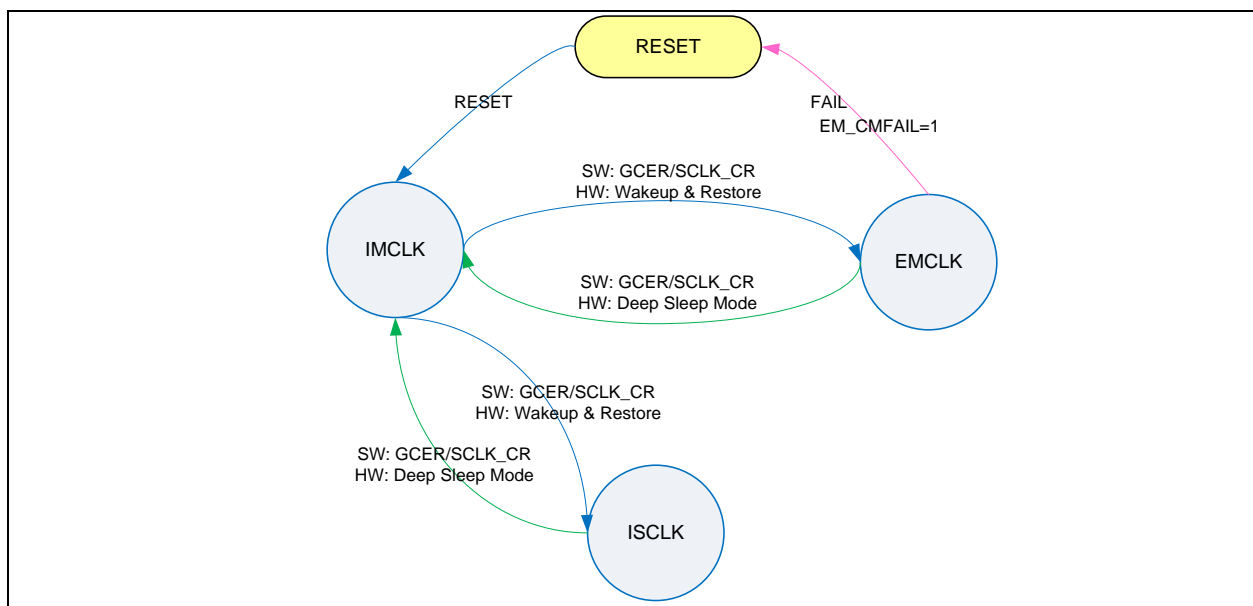 RESET
RESET
FAIL
EM_CMFAIL=1
SW: GCER/SCLK_CR
HW: Wakeup & Restore
IMCLK
EMCLK
SW: GCER/SCLK_CR
HW: Deep Sleep Mode
SW: GCER/SCLK_CR
HW: Wakeup & Restore
SW: GCER/SCLK_CR
HW: Deep Sleep Mode
ISCLK